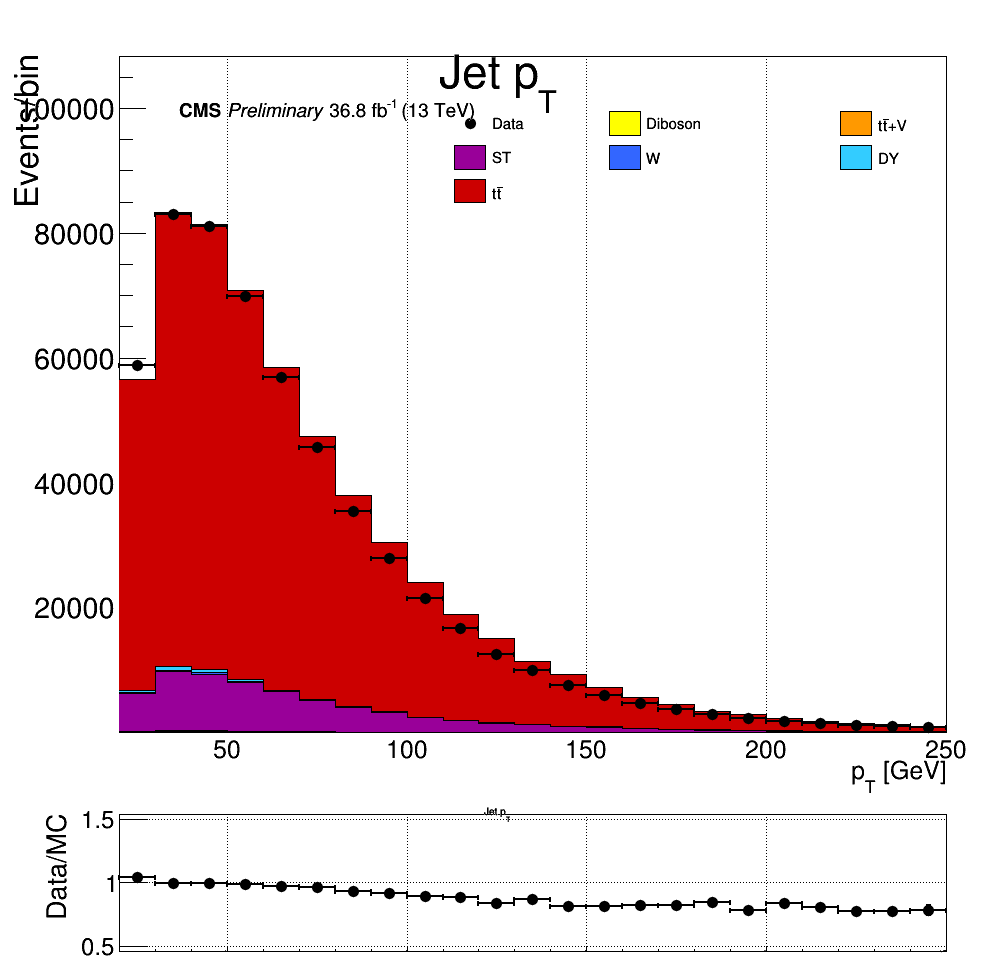 Jet p_T
Events/bin
CMS Preliminary 36.8 fb⁻¹ (13 TeV)
Data
Diboson
tt̄+V
ST
W
DY
tt̄
100000
80000
60000
40000
20000
50 100 150 200 250
p_T [GeV]
Jet p_T
Data/MC
1.5
1
0.5